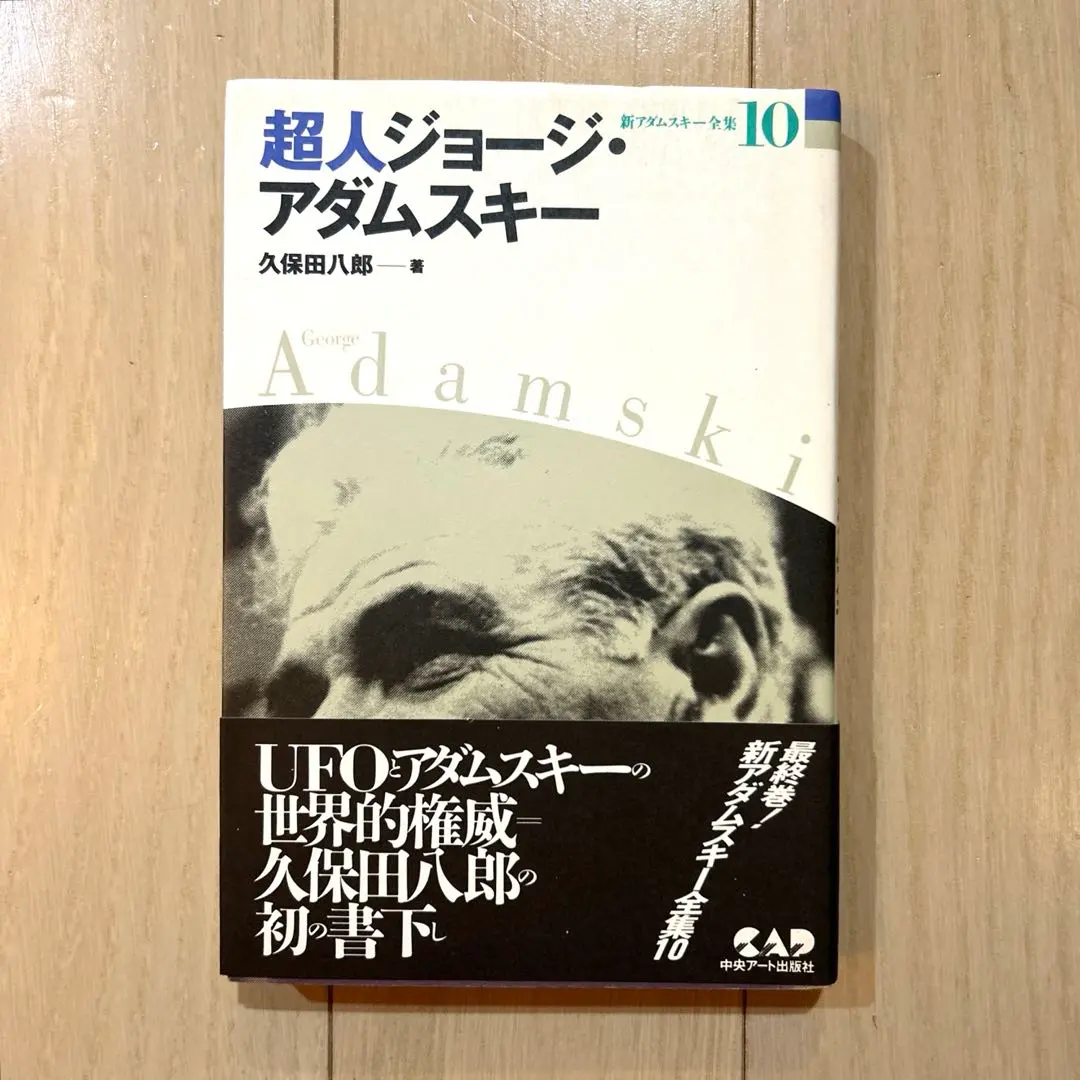 新アダムスキー全集 10
超人ジョージ・
アダムスキー
久保田八郎──著
George
Adamski
UFOとアダムスキーの
世界的権威=
久保田八郎の
初の書下し
最終巻!
新アダムスキー全集10
CAP
中央アート出版社